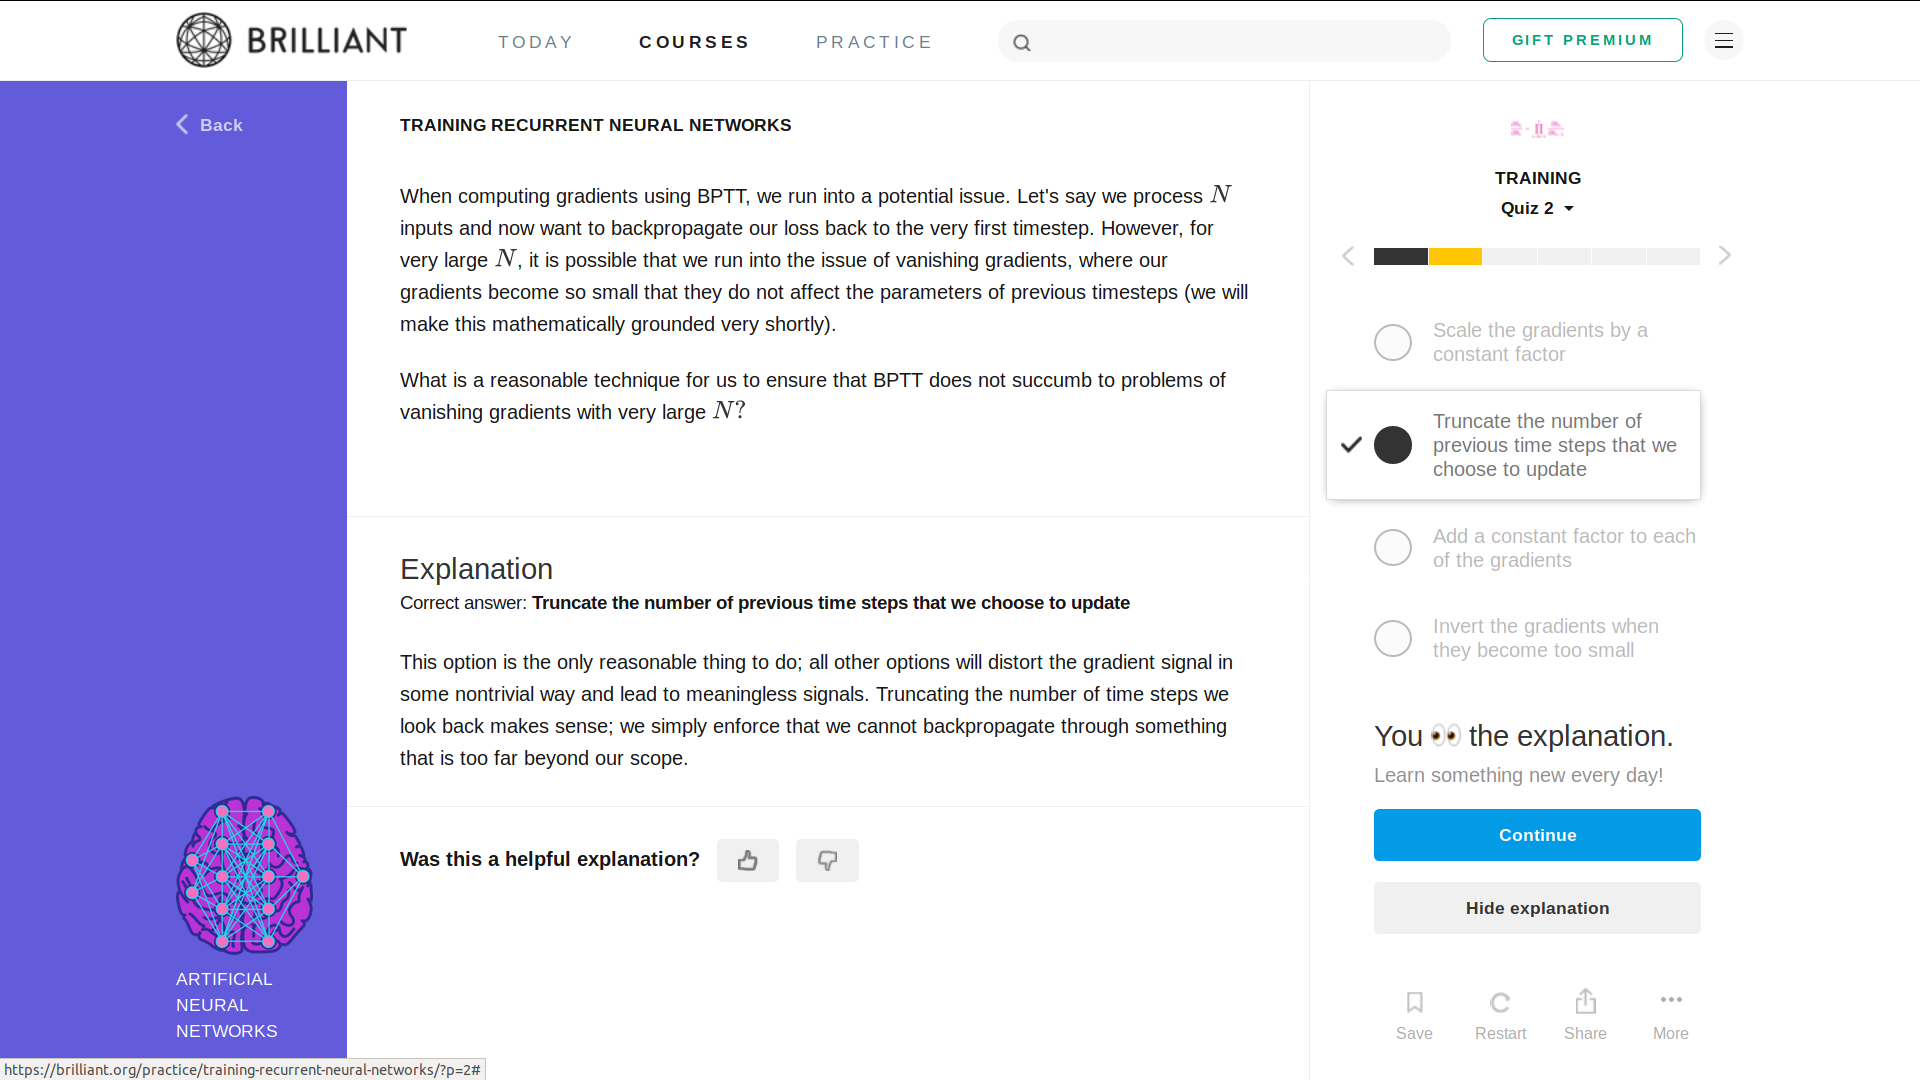 BRILLIANT
TODAY
COURSES
PRACTICE
GIFT PREMIUM
Back
TRAINING RECURRENT NEURAL NETWORKS
When computing gradients using BPTT, we run into a potential issue. Let's say we process N
inputs and now want to backpropagate our loss back to the very first timestep. However, for
very large N, it is possible that we run into the issue of vanishing gradients, where our
gradients become so small that they do not affect the parameters of previous timesteps (we will
make this mathematically grounded very shortly).
What is a reasonable technique for us to ensure that BPTT does not succumb to problems of
vanishing gradients with very large N?
Explanation
Correct answer: Truncate the number of previous time steps that we choose to update
This option is the only reasonable thing to do; all other options will distort the gradient signal in
some nontrivial way and lead to meaningless signals. Truncating the number of time steps we
look back makes sense; we simply enforce that we cannot backpropagate through something
that is too far beyond our scope.
Was this a helpful explanation?
TRAINING
Quiz 2
Scale the gradients by a
constant factor
Truncate the number of
previous time steps that we
choose to update
Add a constant factor to each
of the gradients
Invert the gradients when
they become too small
You 👀 the explanation.
Learn something new every day!
Continue
Hide explanation
Save
Restart
Share
More
ARTIFICIAL
NEURAL
NETWORKS
https://brilliant.org/practice/training-recurrent-neural-networks/?p=2#